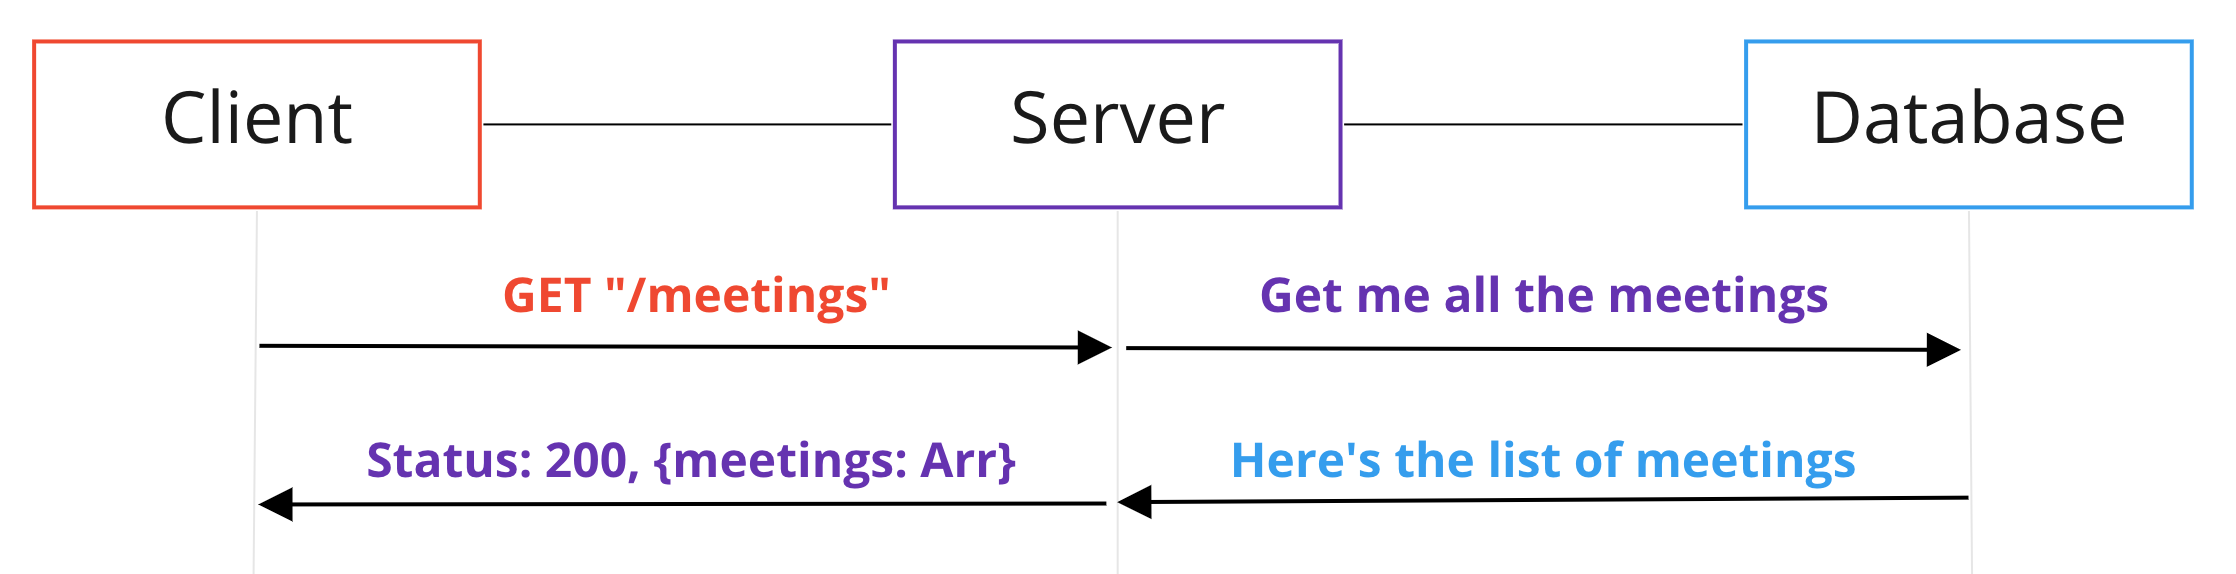 Client
Server
Database
GET "/meetings"
Get me all the meetings
Status: 200, {meetings: Arr}
Here's the list of meetings